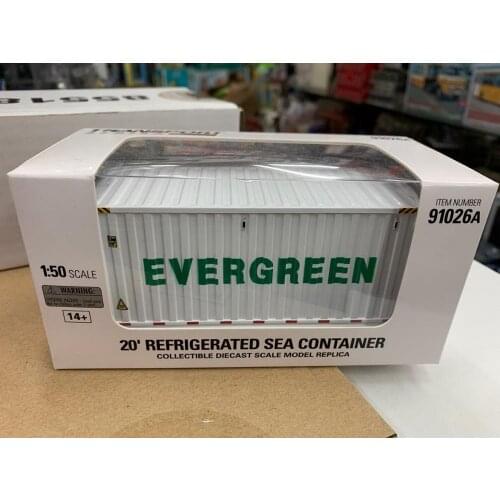 ITEM NUMBER
91026A
1:50 SCALE
WARNING:
14+
EVERGREEN
20' REFRIGERATED SEA CONTAINER
COLLECTIBLE DIECAST SCALE MODEL REPLICA